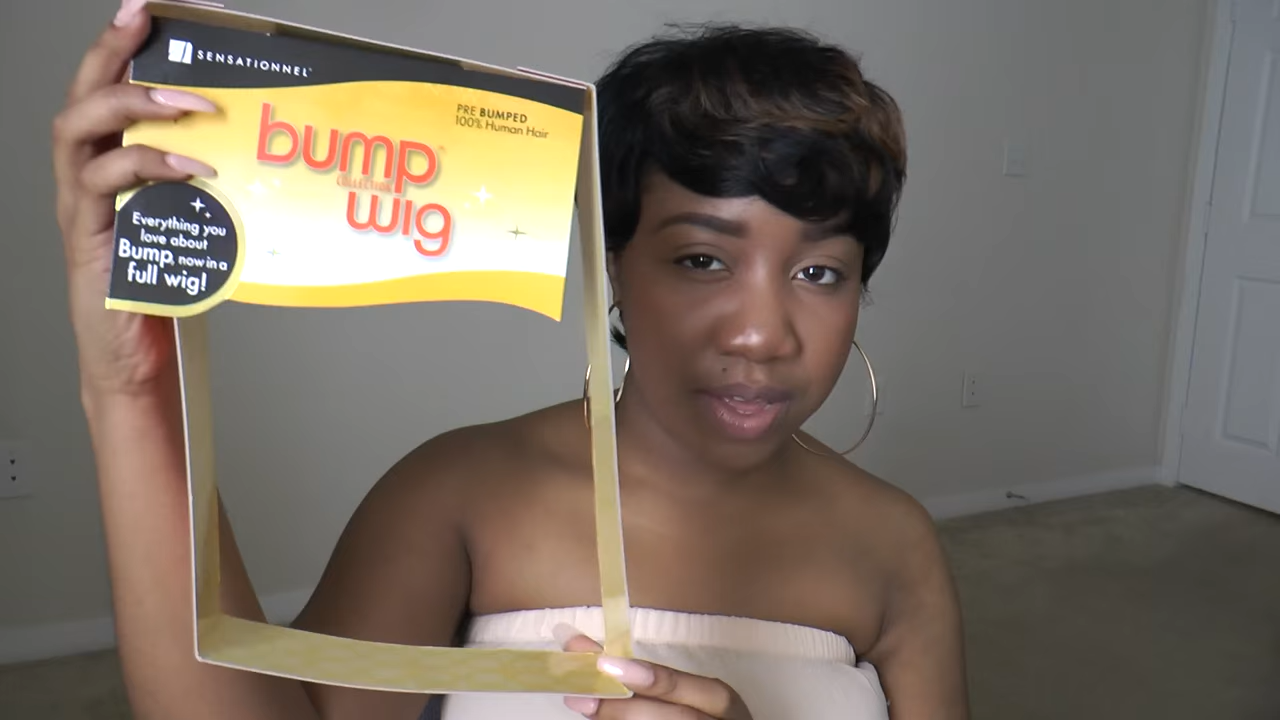 SENSATIONNEL
PRE BUMPED
100% Human Hair
bump
COLLECTION
wig
Everything you
love about
Bump, now in a
full wig!